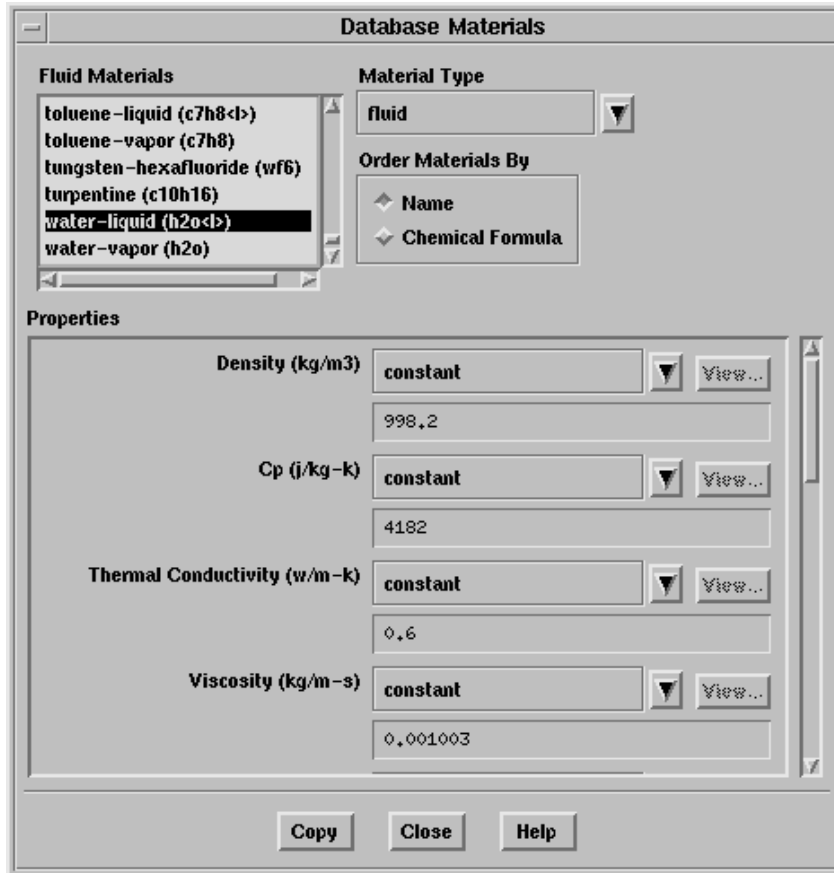 Database Materials
Fluid Materials
toluene-liquid (c7h8<l>)
toluene-vapor (c7h8)
tungsten-hexafluoride (wf6)
turpentine (c10h16)
water-liquid (h2o<l>)
water-vapor (h2o)
Material Type
fluid
Order Materials By
Name
Chemical Formula
Properties
Density (kg/m3)
constant
View...
998.2
Cp (j/kg-k)
constant
View...
4182
Thermal Conductivity (w/m-k)
constant
View...
0.6
Viscosity (kg/m-s)
constant
View...
0.001003
Copy
Close
Help